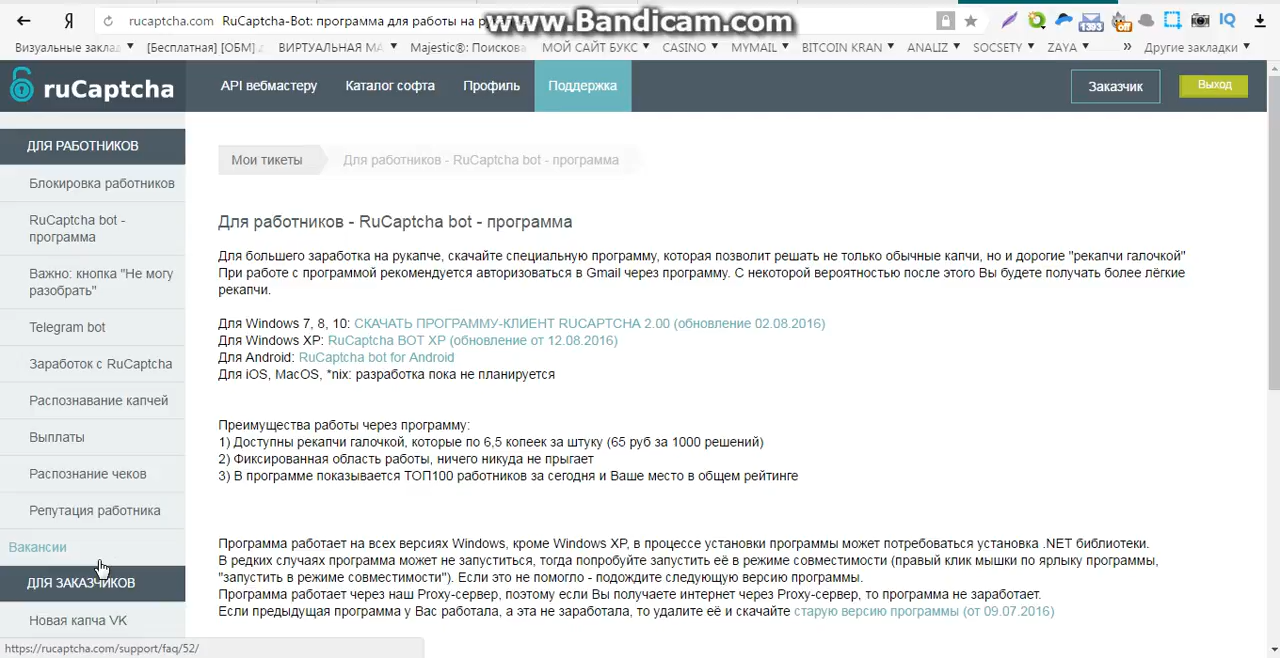 rucaptcha.com RuCaptcha-Bot: программа для работы на р
www.Bandicam.com
1393
off
IQ
Визуальные заклад
[Бесплатная] [ОБМ]
ВИРТУАЛЬНАЯ МА
Majestic®: Поискова
МОЙ САЙТ БУКС
CASINO
MYMAIL
BITCOIN KRAN
ANALIZ
SOCSETY
ZAYA
» Другие закладки
ruCaptcha
API вебмастеру
Каталог софта
Профиль
Поддержка
Заказчик
Выход
ДЛЯ РАБОТНИКОВ
Блокировка работников
RuCaptcha bot -
программа
Важно: кнопка "Не могу
разобрать"
Telegram bot
Заработок с RuCaptcha
Распознавание капчей
Выплаты
Распознание чеков
Репутация работника
Вакансии
ДЛЯ ЗАКАЗЧИКОВ
Новая капча VK
Мои тикеты
Для работников - RuCaptcha bot - программа
Для работников - RuCaptcha bot - программа
Для большего заработка на рукапче, скачайте специальную программу, которая позволит решать не только обычные капчи, но и дорогие "рекапчи галочкой"
При работе с программой рекомендуется авторизоваться в Gmail через программу. С некоторой вероятностью после этого Вы будете получать более лёгкие
рекапчи.
Для Windows 7, 8, 10: СКАЧАТЬ ПРОГРАММУ-КЛИЕНТ RUCAPTCHA 2.00 (обновление 02.08.2016)
Для Windows XP: RuCaptcha BOT XP (обновление от 12.08.2016)
Для Android: RuCaptcha bot for Android
Для iOS, MacOS, *nix: разработка пока не планируется
Преимущества работы через программу:
1) Доступны рекапчи галочкой, которые по 6,5 копеек за штуку (65 руб за 1000 решений)
2) Фиксированная область работы, ничего никуда не прыгает
3) В программе показывается ТОП100 работников за сегодня и Ваше место в общем рейтинге
Программа работает на всех версиях Windows, кроме Windows XP, в процессе установки программы может потребоваться установка .NET библиотеки.
В редких случаях программа может не запуститься, тогда попробуйте запустить её в режиме совместимости (правый клик мышки по ярлыку программы,
"запустить в режиме совместимости"). Если это не помогло - подождите следующую версию программы.
Программа работает через наш Proxy-сервер, поэтому если Вы получаете интернет через Proxy-сервер, то программа не заработает.
Если предыдущая программа у Вас работала, а эта не заработала, то удалите её и скачайте старую версию программы (от 09.07.2016)
https://rucaptcha.com/support/faq/52/